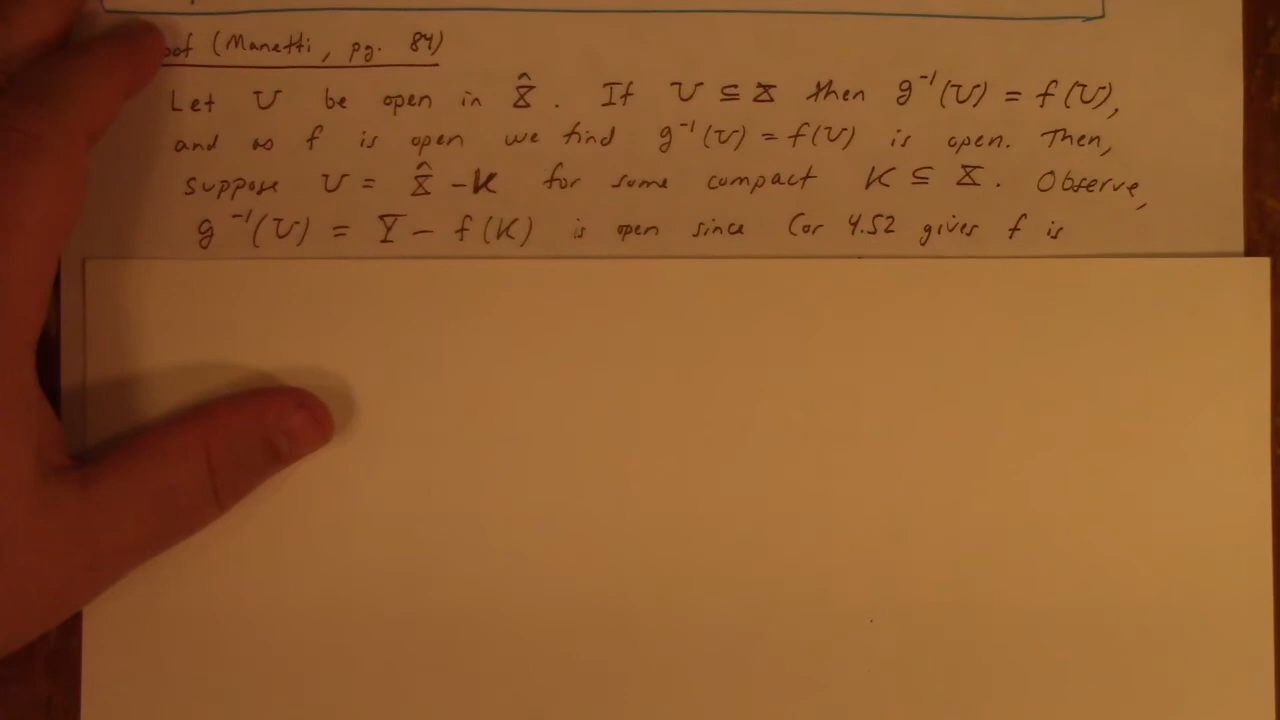 oof (Manetti, pg. 84)
Let U be open in X̂. If U ⊆ X then g⁻¹(U) = f(U),
and as f is open we find g⁻¹(U) = f(U) is open. Then,
suppose U = X̂ - K for some compact K ⊆ X. Observe,
g⁻¹(U) = Y - f(K) is open since Cor 4.52 gives f is